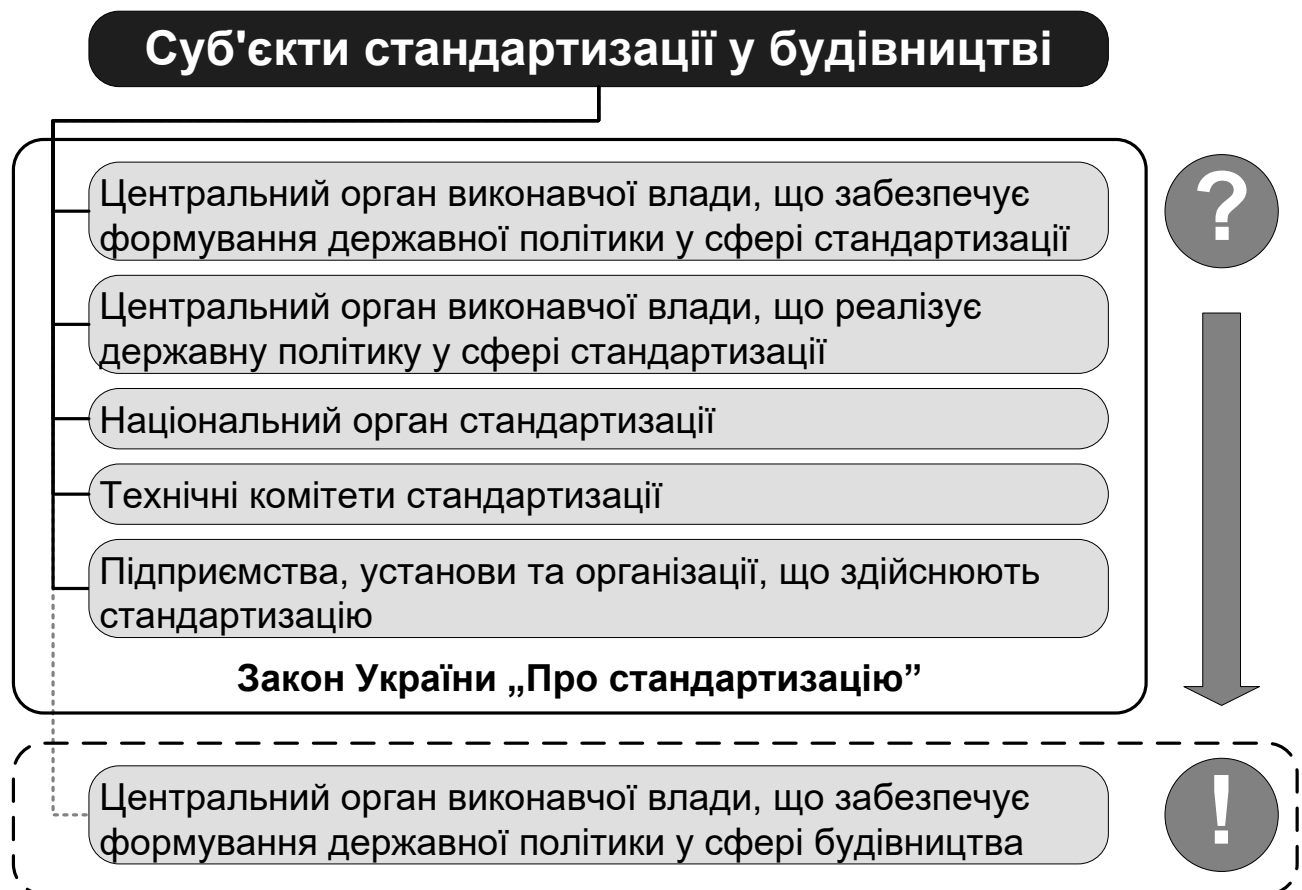 Суб'єкти стандартизації у будівництві
Центральний орган виконавчої влади, що забезпечує
формування державної політики у сфері стандартизації
?
Центральний орган виконавчої влади, що реалізує
державну політику у сфері стандартизації
Національний орган стандартизації
Технічні комітети стандартизації
Підприємства, установи та організації, що здійснюють
стандартизацію
Закон України „Про стандартизацію”
Центральний орган виконавчої влади, що забезпечує
формування державної політики у сфері будівництва
!